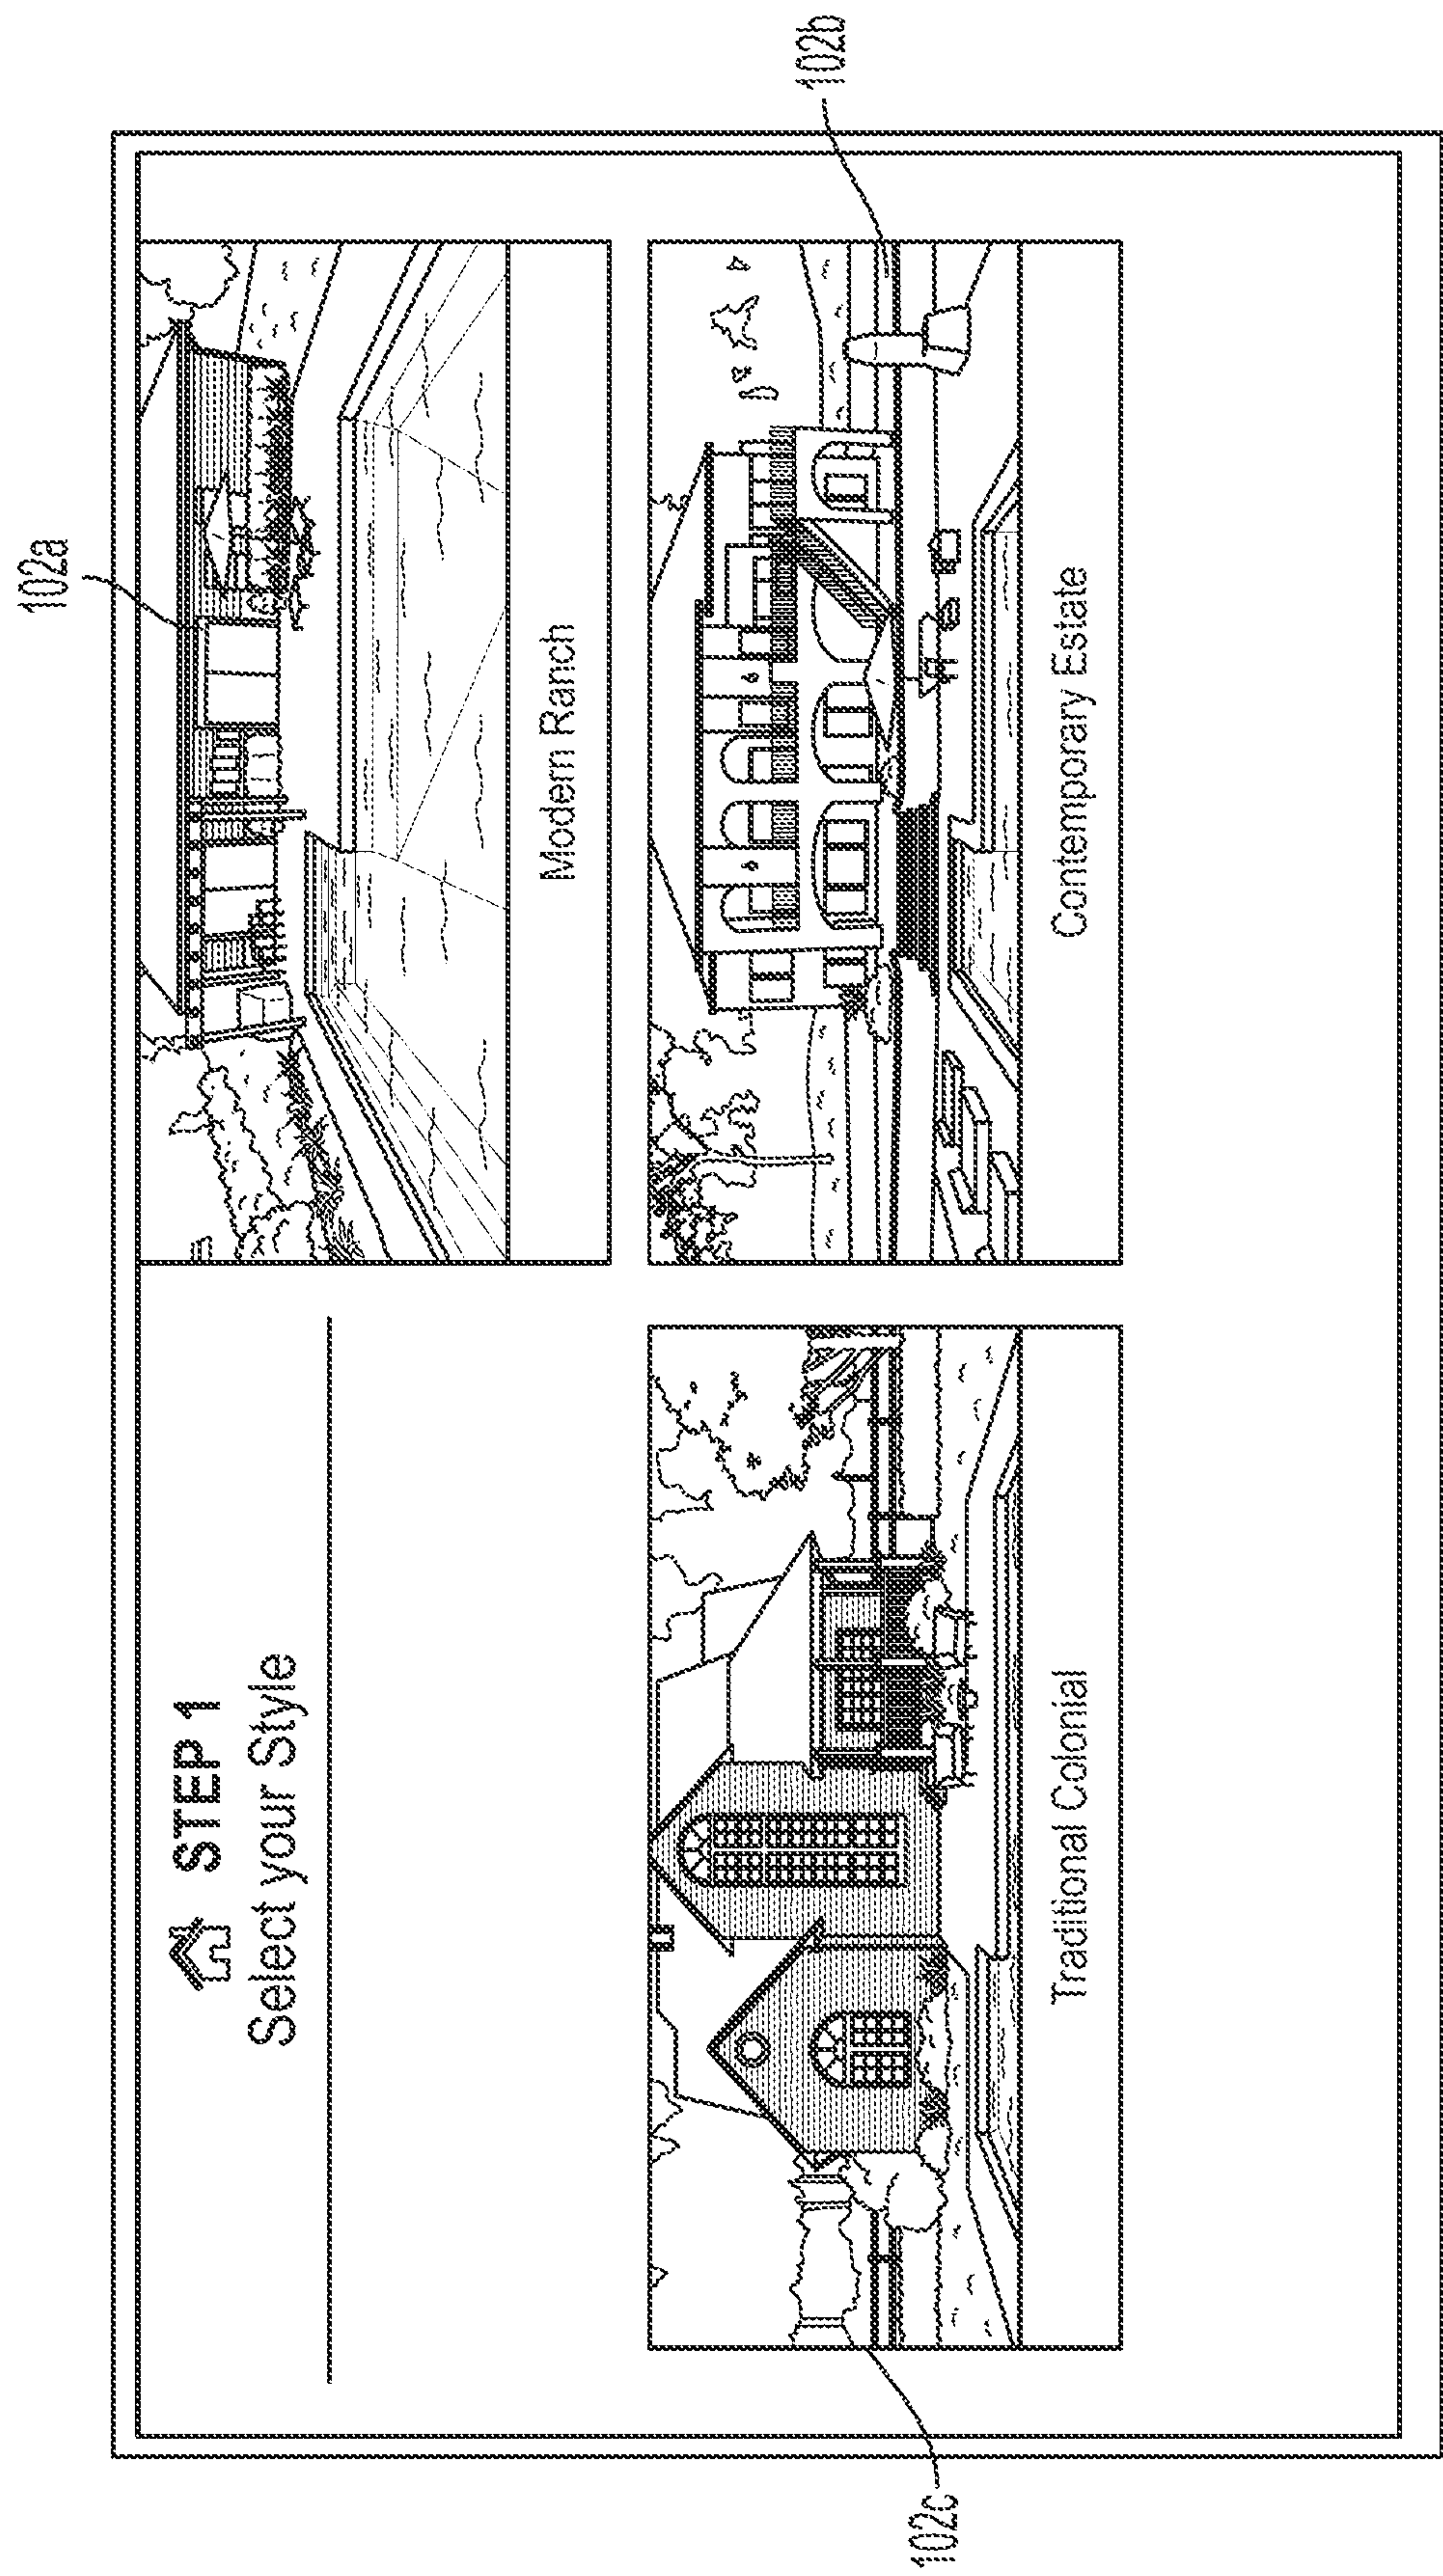 STEP 1
Select your Style
102a
Modern Ranch
Traditional Colonial
102c
Contemporary Estate
102b